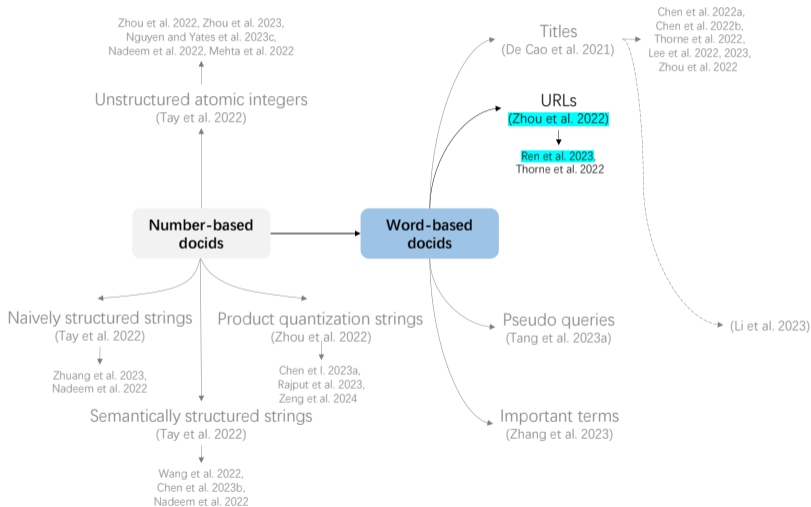 Zhou et al. 2022, Zhou et al. 2023,
Nguyen and Yates et al. 2023c,
Nadeem et al. 2022, Mehta et al. 2022
Unstructured atomic integers
(Tay et al. 2022)
Titles
(De Cao et al. 2021)
Chen et al. 2022a,
Chen et al. 2022b,
Thorne et al. 2022,
Lee et al. 2022, 2023,
Zhou et al. 2022
URLs
(Zhou et al. 2022)
Ren et al. 2023,
Thorne et al. 2022
Number-based
docids
Word-based
docids
Naively structured strings
(Tay et al. 2022)
Zhuang et al. 2023,
Nadeem et al. 2022
Product quantization strings
(Zhou et al. 2022)
Chen et l. 2023a,
Rajput et al. 2023,
Zeng et al. 2024
Semantically structured strings
(Tay et al. 2022)
Wang et al. 2022,
Chen et al. 2023b,
Nadeem et al. 2022
Pseudo queries
(Tang et al. 2023a)
(Li et al. 2023)
Important terms
(Zhang et al. 2023)